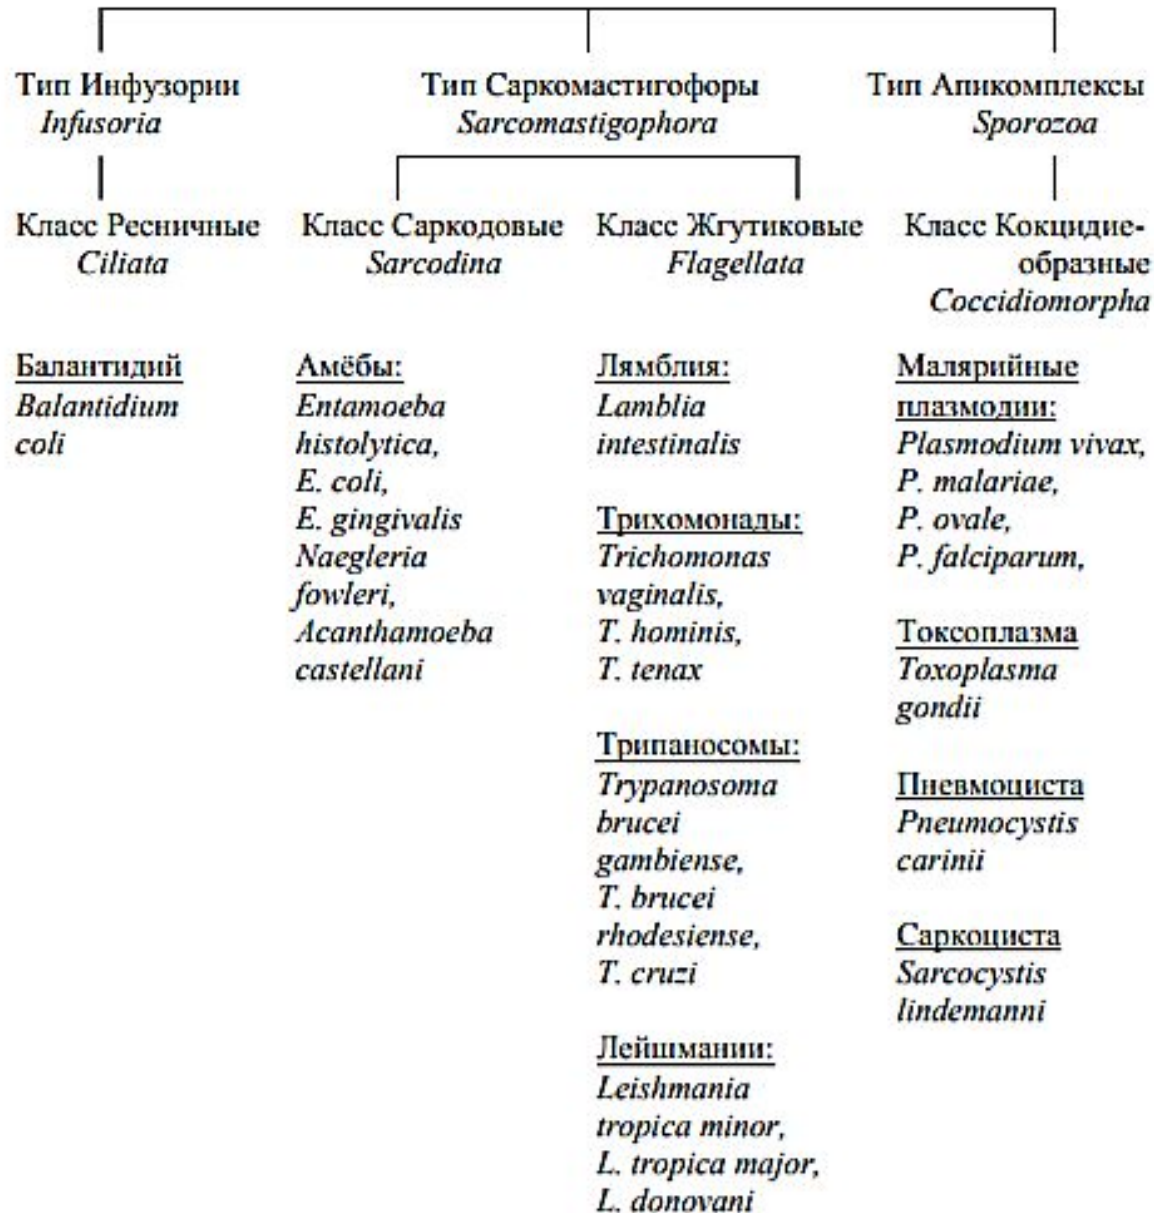 Тип Инфузории
Infusoria
Тип Саркомастигофоры
Sarcomastigophora
Тип Апикомплексы
Sporozoa
Класс Ресничные
Ciliata
Класс Саркодовые
Sarcodina
Класс Жгутиковые
Flagellata
Класс Кокцидие-
образные
Coccidiomorpha
Балантидий
Balantidium
coli
Амёбы:
Entamoeba
histolytica,
E. coli,
E. gingivalis
Naegleria
fowleri,
Acanthamoeba
castellani
Лямблия:
Lamblia
intestinalis
Трихомонады:
Trichomonas
vaginalis,
T. hominis,
T. tenax
Трипаносомы:
Trypanosoma
brucei
gambiense,
T. brucei
rhodesiense,
T. cruzi
Лейшмании:
Leishmania
tropica minor,
L. tropica major,
L. donovani
Малярийные
плазмодии:
Plasmodium vivax,
P. malariae,
P. ovale,
P. falciparum,
Токсоплазма
Toxoplasma
gondii
Пневмоциста
Pneumocystis
carinii
Саркоциста
Sarcocystis
lindemanni